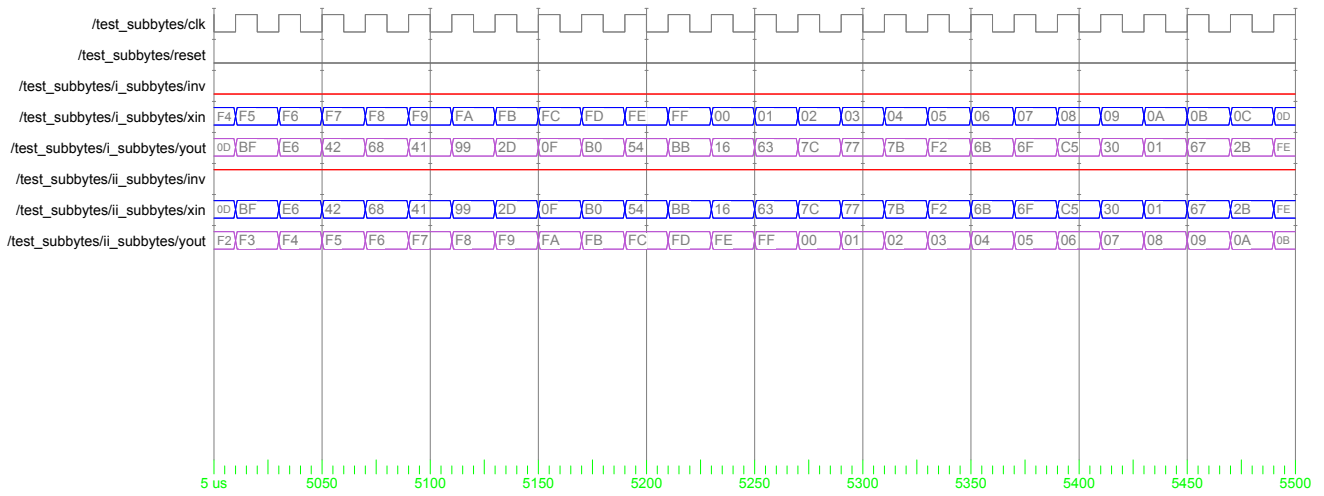 /test_subbytes/clk
/test_subbytes/reset
/test_subbytes/i_subbytes/inv
/test_subbytes/i_subbytes/xin F4 F5 F6 F7 F8 F9 FA FB FC FD FE FF 00 01 02 03 04 05 06 07 08 09 0A 0B 0C 0D
/test_subbytes/i_subbytes/yout 0D BF E6 42 68 41 99 2D 0F B0 54 BB 16 63 7C 77 7B F2 6B 6F C5 30 01 67 2B FE
/test_subbytes/ii_subbytes/inv
/test_subbytes/ii_subbytes/xin 0D BF E6 42 68 41 99 2D 0F B0 54 BB 16 63 7C 77 7B F2 6B 6F C5 30 01 67 2B FE
/test_subbytes/ii_subbytes/yout F2 F3 F4 F5 F6 F7 F8 F9 FA FB FC FD FE FF 00 01 02 03 04 05 06 07 08 09 0A 0B
5 us 5050 5100 5150 5200 5250 5300 5350 5400 5450 5500